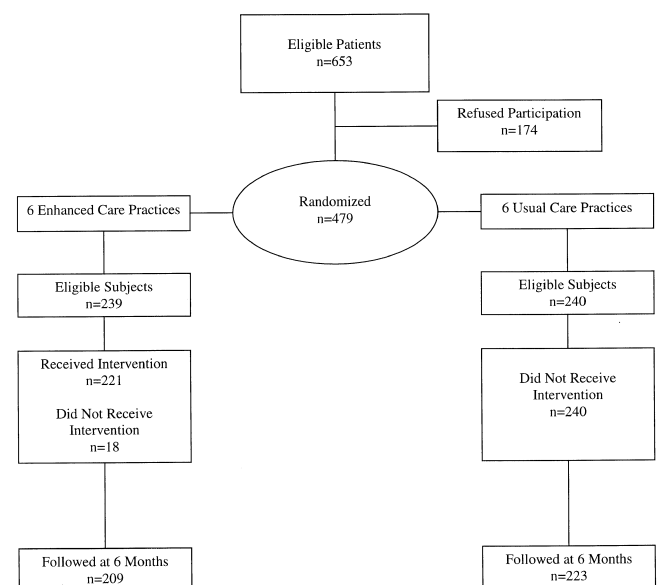 Eligible Patients
n=653
Refused Participation
n=174
Randomized
n=479
6 Enhanced Care Practices
6 Usual Care Practices
Eligible Subjects
n=239
Eligible Subjects
n=240
Received Intervention
n=221
Did Not Receive
Intervention
n=18
Did Not Receive
Intervention
n=240
Followed at 6 Months
n=209
Followed at 6 Months
n=223